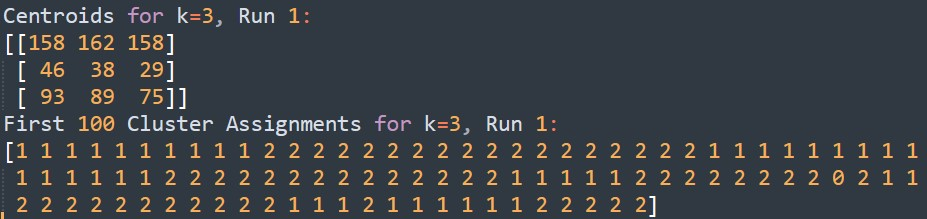 Centroids for k=3, Run 1:
[[158 162 158]
[ 46 38 29]
[ 93 89 75]]
First 100 Cluster Assignments for k=3, Run 1:
[1 1 1 1 1 1 1 1 1 1 2 2 2 2 2 2 2 2 2 2 2 2 2 2 2 2 2 2 1 1 1 1 1 1 1 1 1
1 1 1 1 1 1 2 2 2 2 2 2 2 2 2 2 2 2 2 2 1 1 1 1 1 2 2 2 2 2 2 2 2 0 2 1 1
2 2 2 2 2 2 2 2 2 2 2 1 1 1 2 1 1 1 1 1 1 2 2 2 2 2]